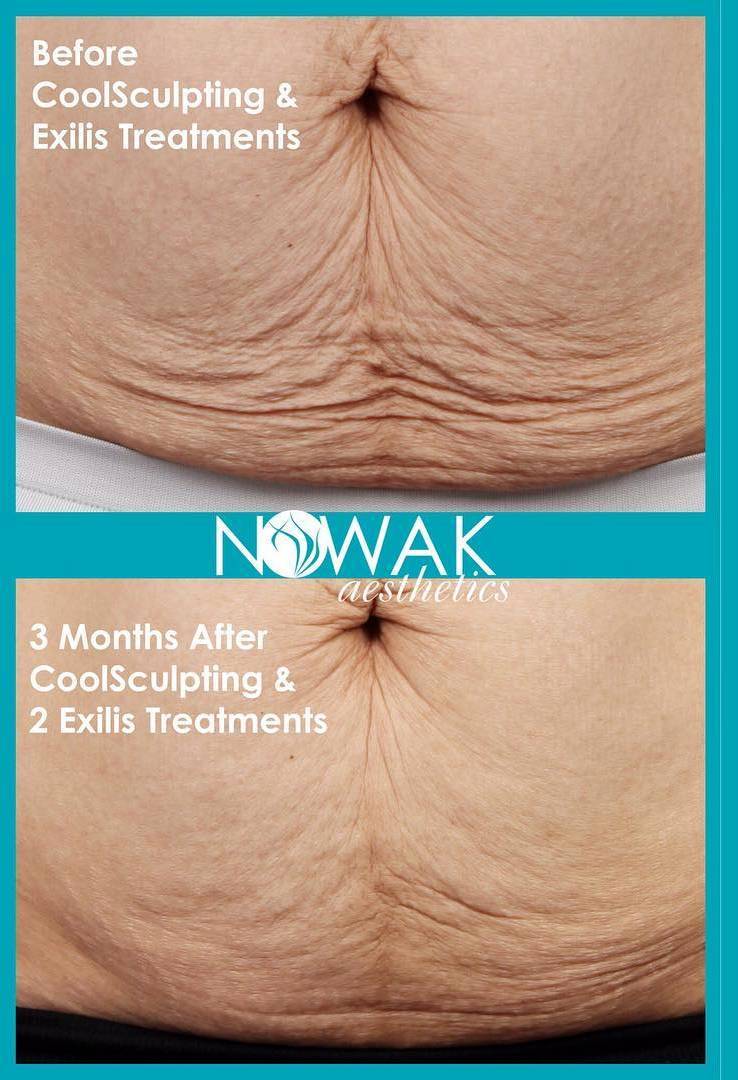 Before
CoolSculpting &
Exilis Treatments
NOWAK
aesthetics
3 Months After
CoolSculpting &
2 Exilis Treatments